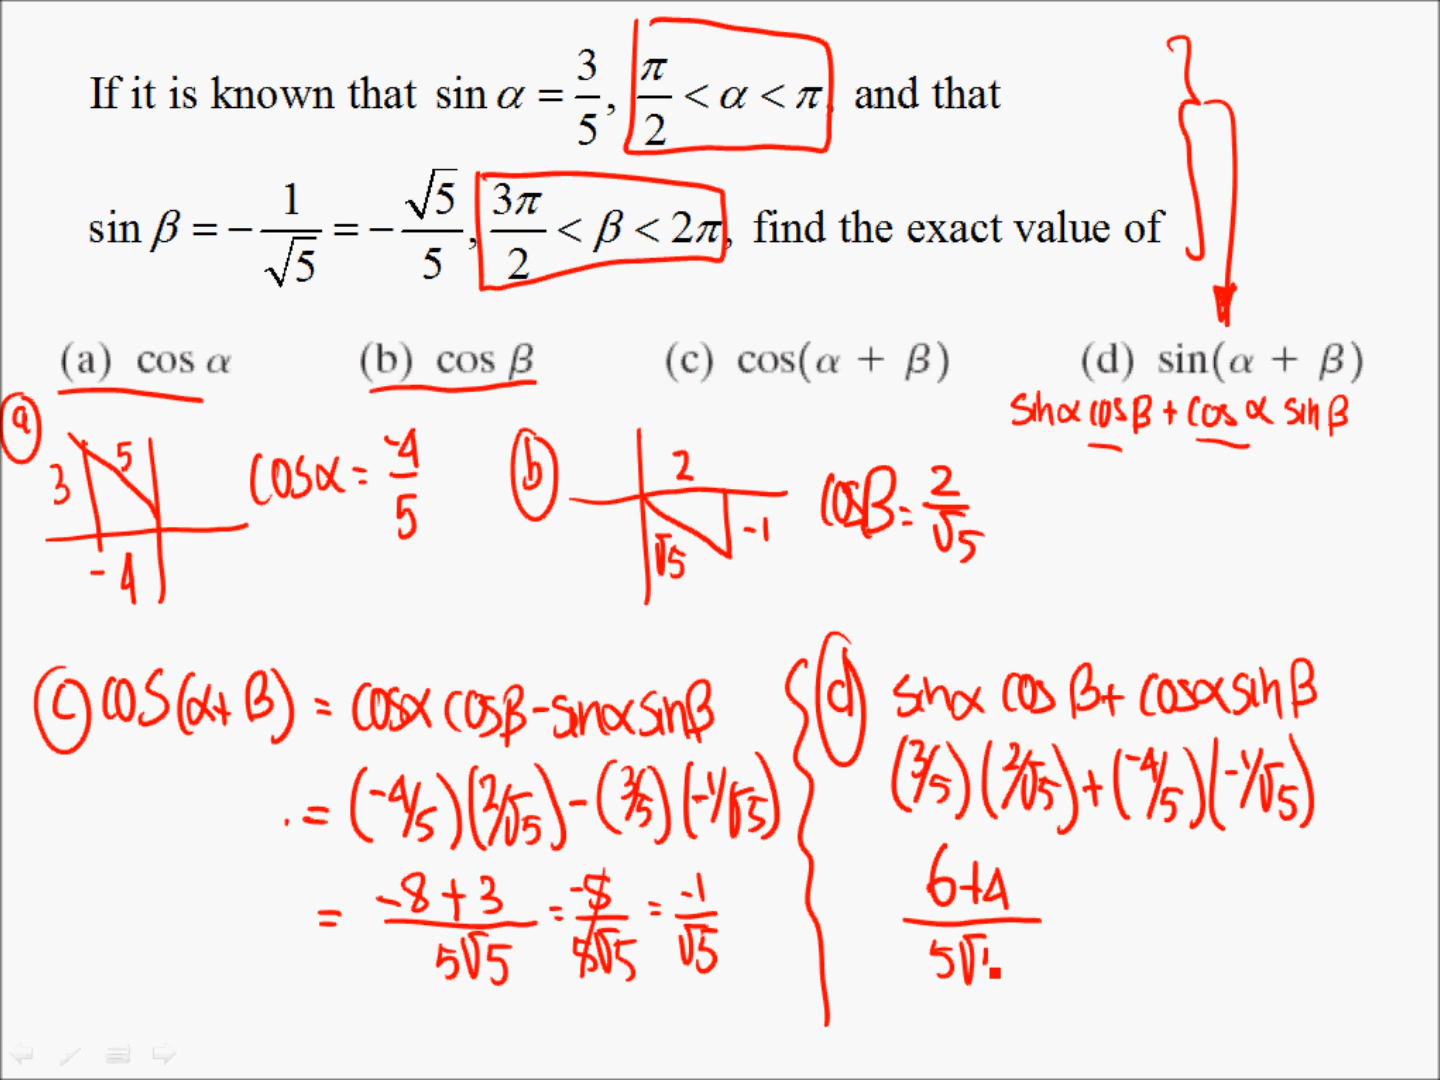 If it is known that sin α = 3/5, π/2 < α < π, and that
sin β = −1/√5 = −√5/5, 3π/2 < β < 2π, find the exact value of
(a) cos α (b) cos β (c) cos(α + β) (d) sin(α + β)
sinα cosβ + cos α sin β
a 3 5 -4 cosα = -4/5
b 2 √5 -1 cosβ = 2/√5
c cos(α+β) = cosα cosβ - sinα sinβ
= (-4/5)(2/√5) - (3/5)(-1/√5)
= -8+3/5√5 = -5/5√5 = -1/√5
d sinα cos β + cosα sin β
(3/5)(2/√5) + (-4/5)(-1/√5)
6+4/5√